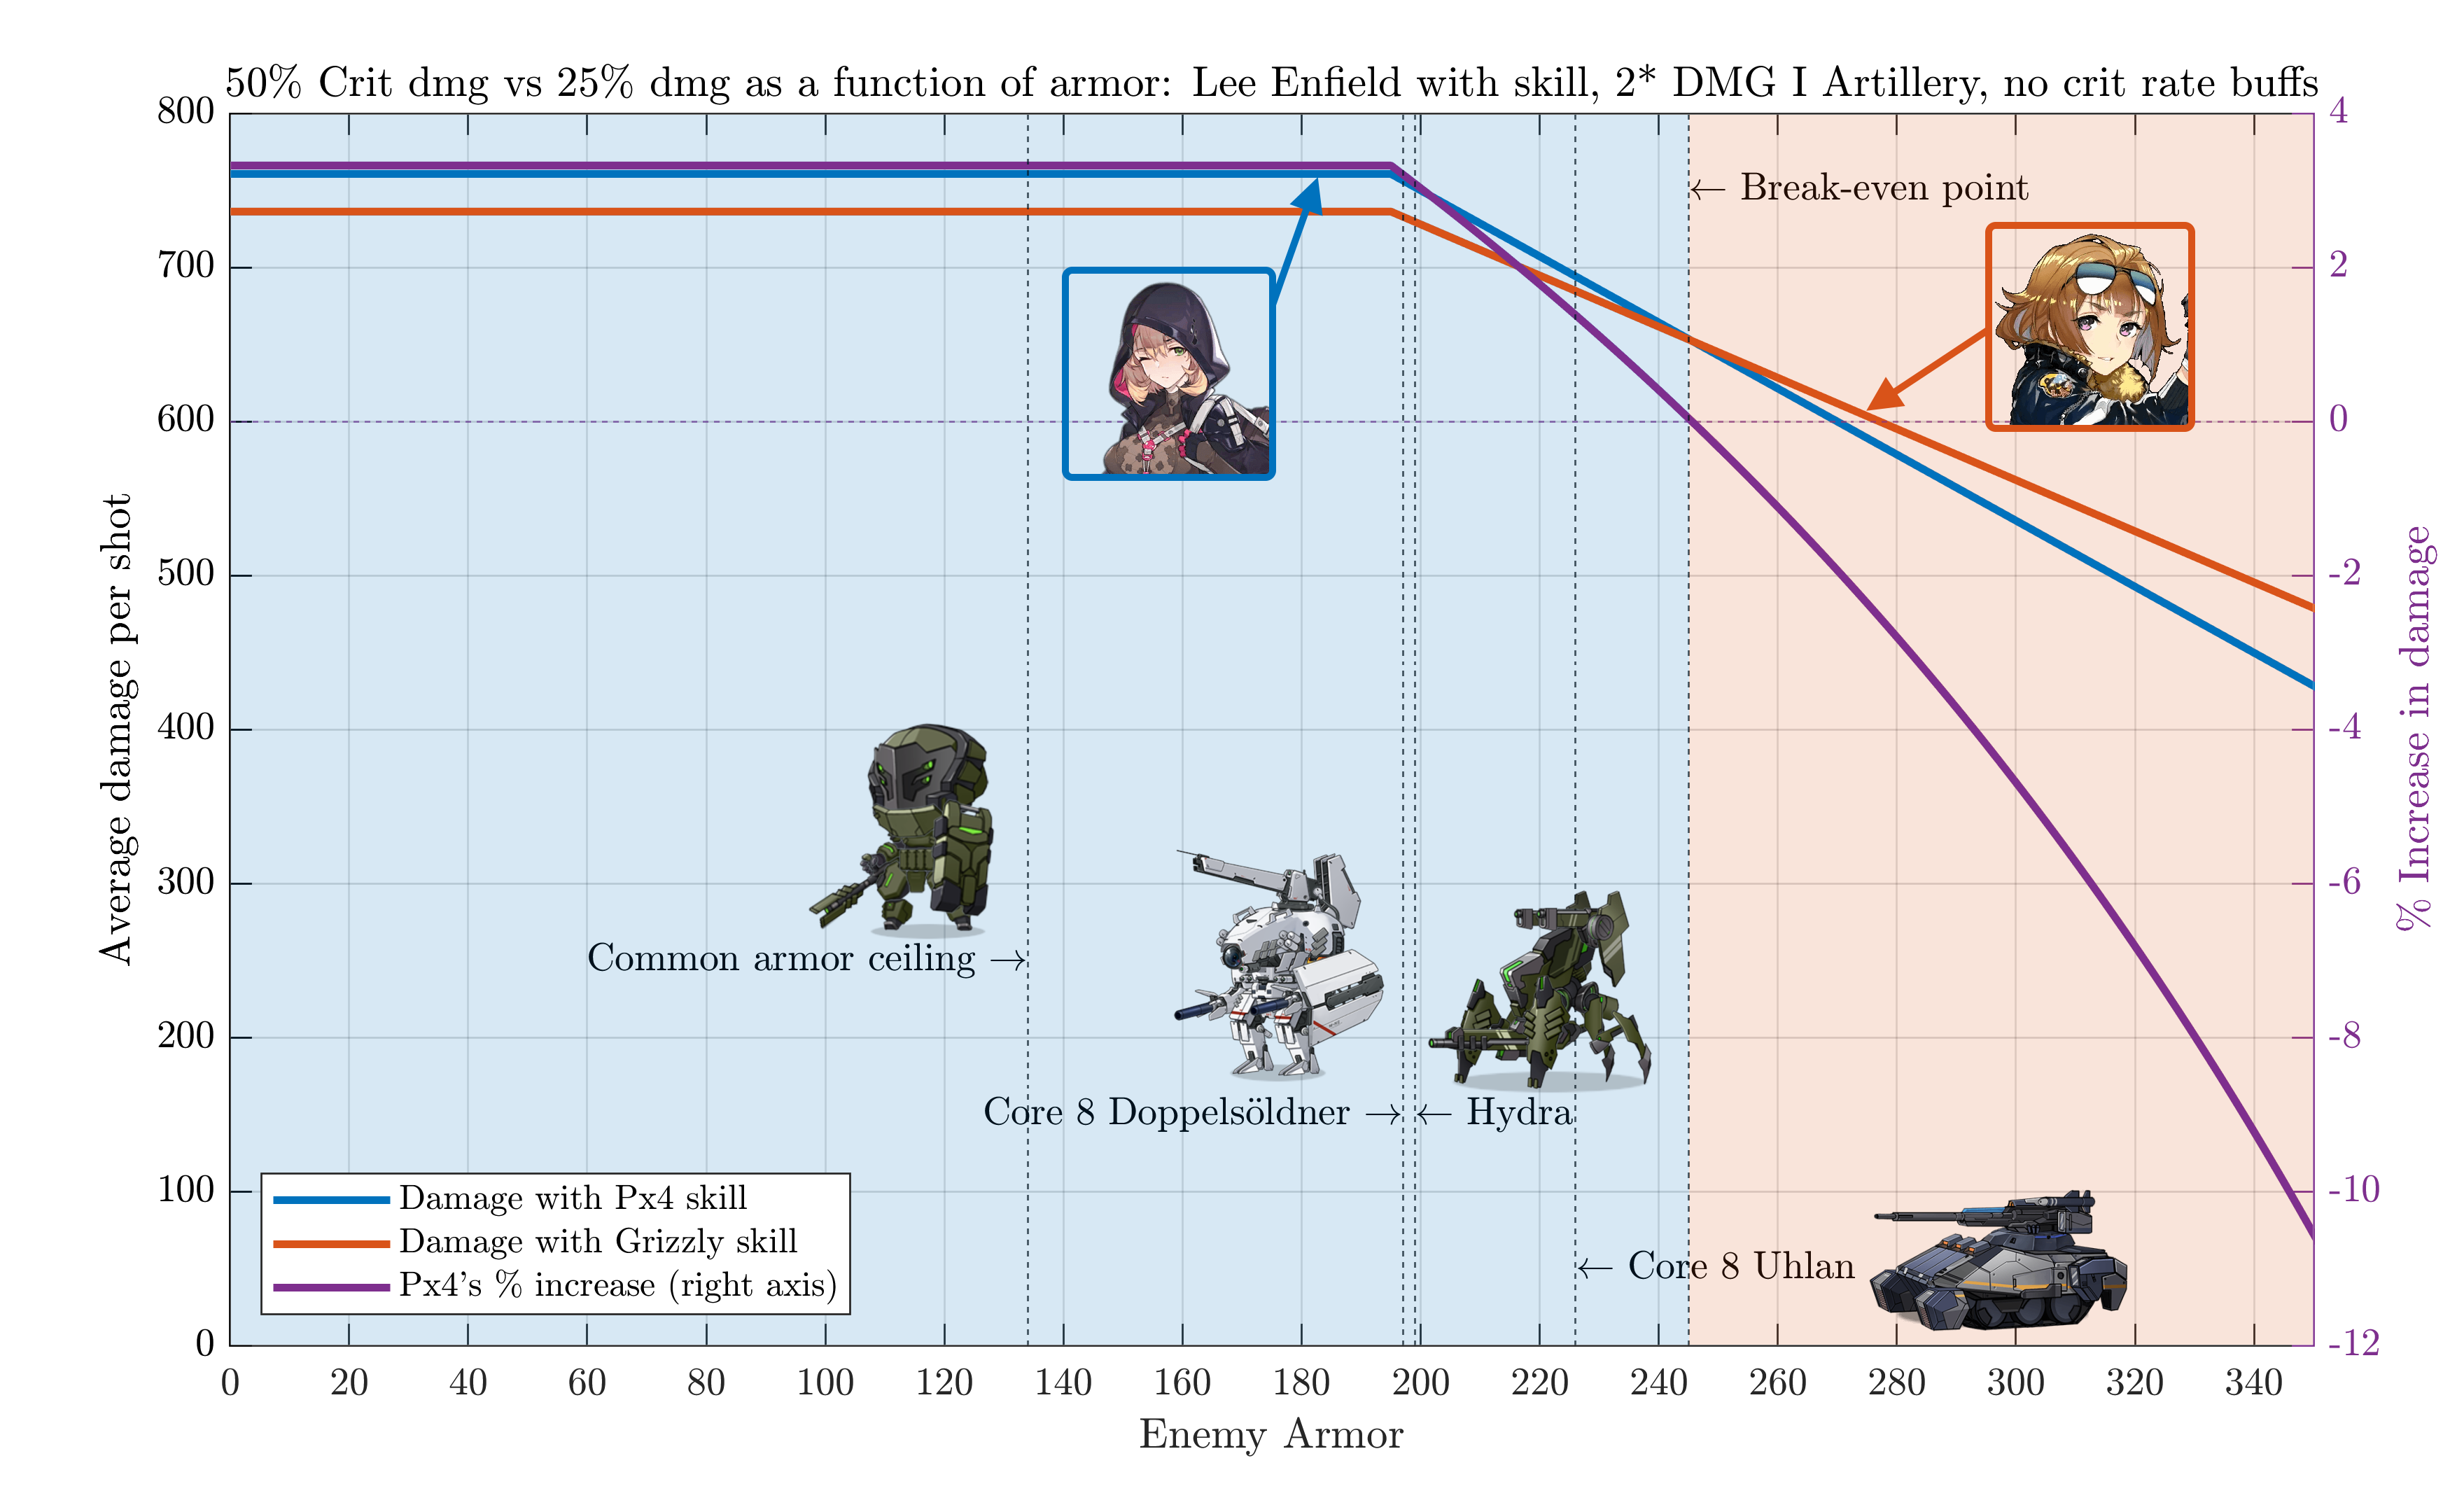 50% Crit dmg vs 25% dmg as a function of armor: Lee Enfield with skill, 2* DMG I Artillery, no crit rate buffs
800
700
600
500
400
300
200
100
0
Average damage per shot
4
2
0
-2
-4
-6
-8
-10
-12
% Increase in damage
← Break-even point
Common armor ceiling →
Core 8 Doppelsöldner →
← Hydra
← Core 8 Uhlan
Damage with Px4 skill
Damage with Grizzly skill
Px4's % increase (right axis)
0 20 40 60 80 100 120 140 160 180 200 220 240 260 280 300 320 340
Enemy Armor